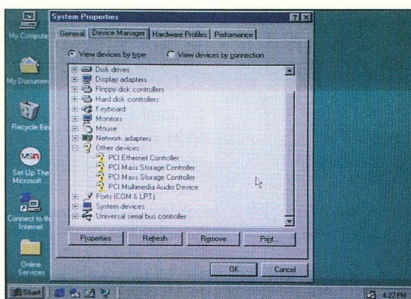 System Properties
General
Device Manager
Hardware Profiles
Performance
View devices by type
View devices by connection
Disk drives
Display adapters
Floppy disk controllers
Hard disk controllers
Keyboard
Monitors
Mouse
Network adapters
Other devices
PCI Ethernet Controller
PCI Mass Storage Controller
PCI Mass Storage Controller
PCI Multimedia Audio Device
Ports (COM & LPT)
System devices
Universal serial bus controller
Properties
Refresh
Remove
Print...
OK
Cancel
My Compute
My Documen
Recycle Bin
msn
Set Up The
Microsoft
Connect to th
Internet
Online
Services
Start
4:22 PM